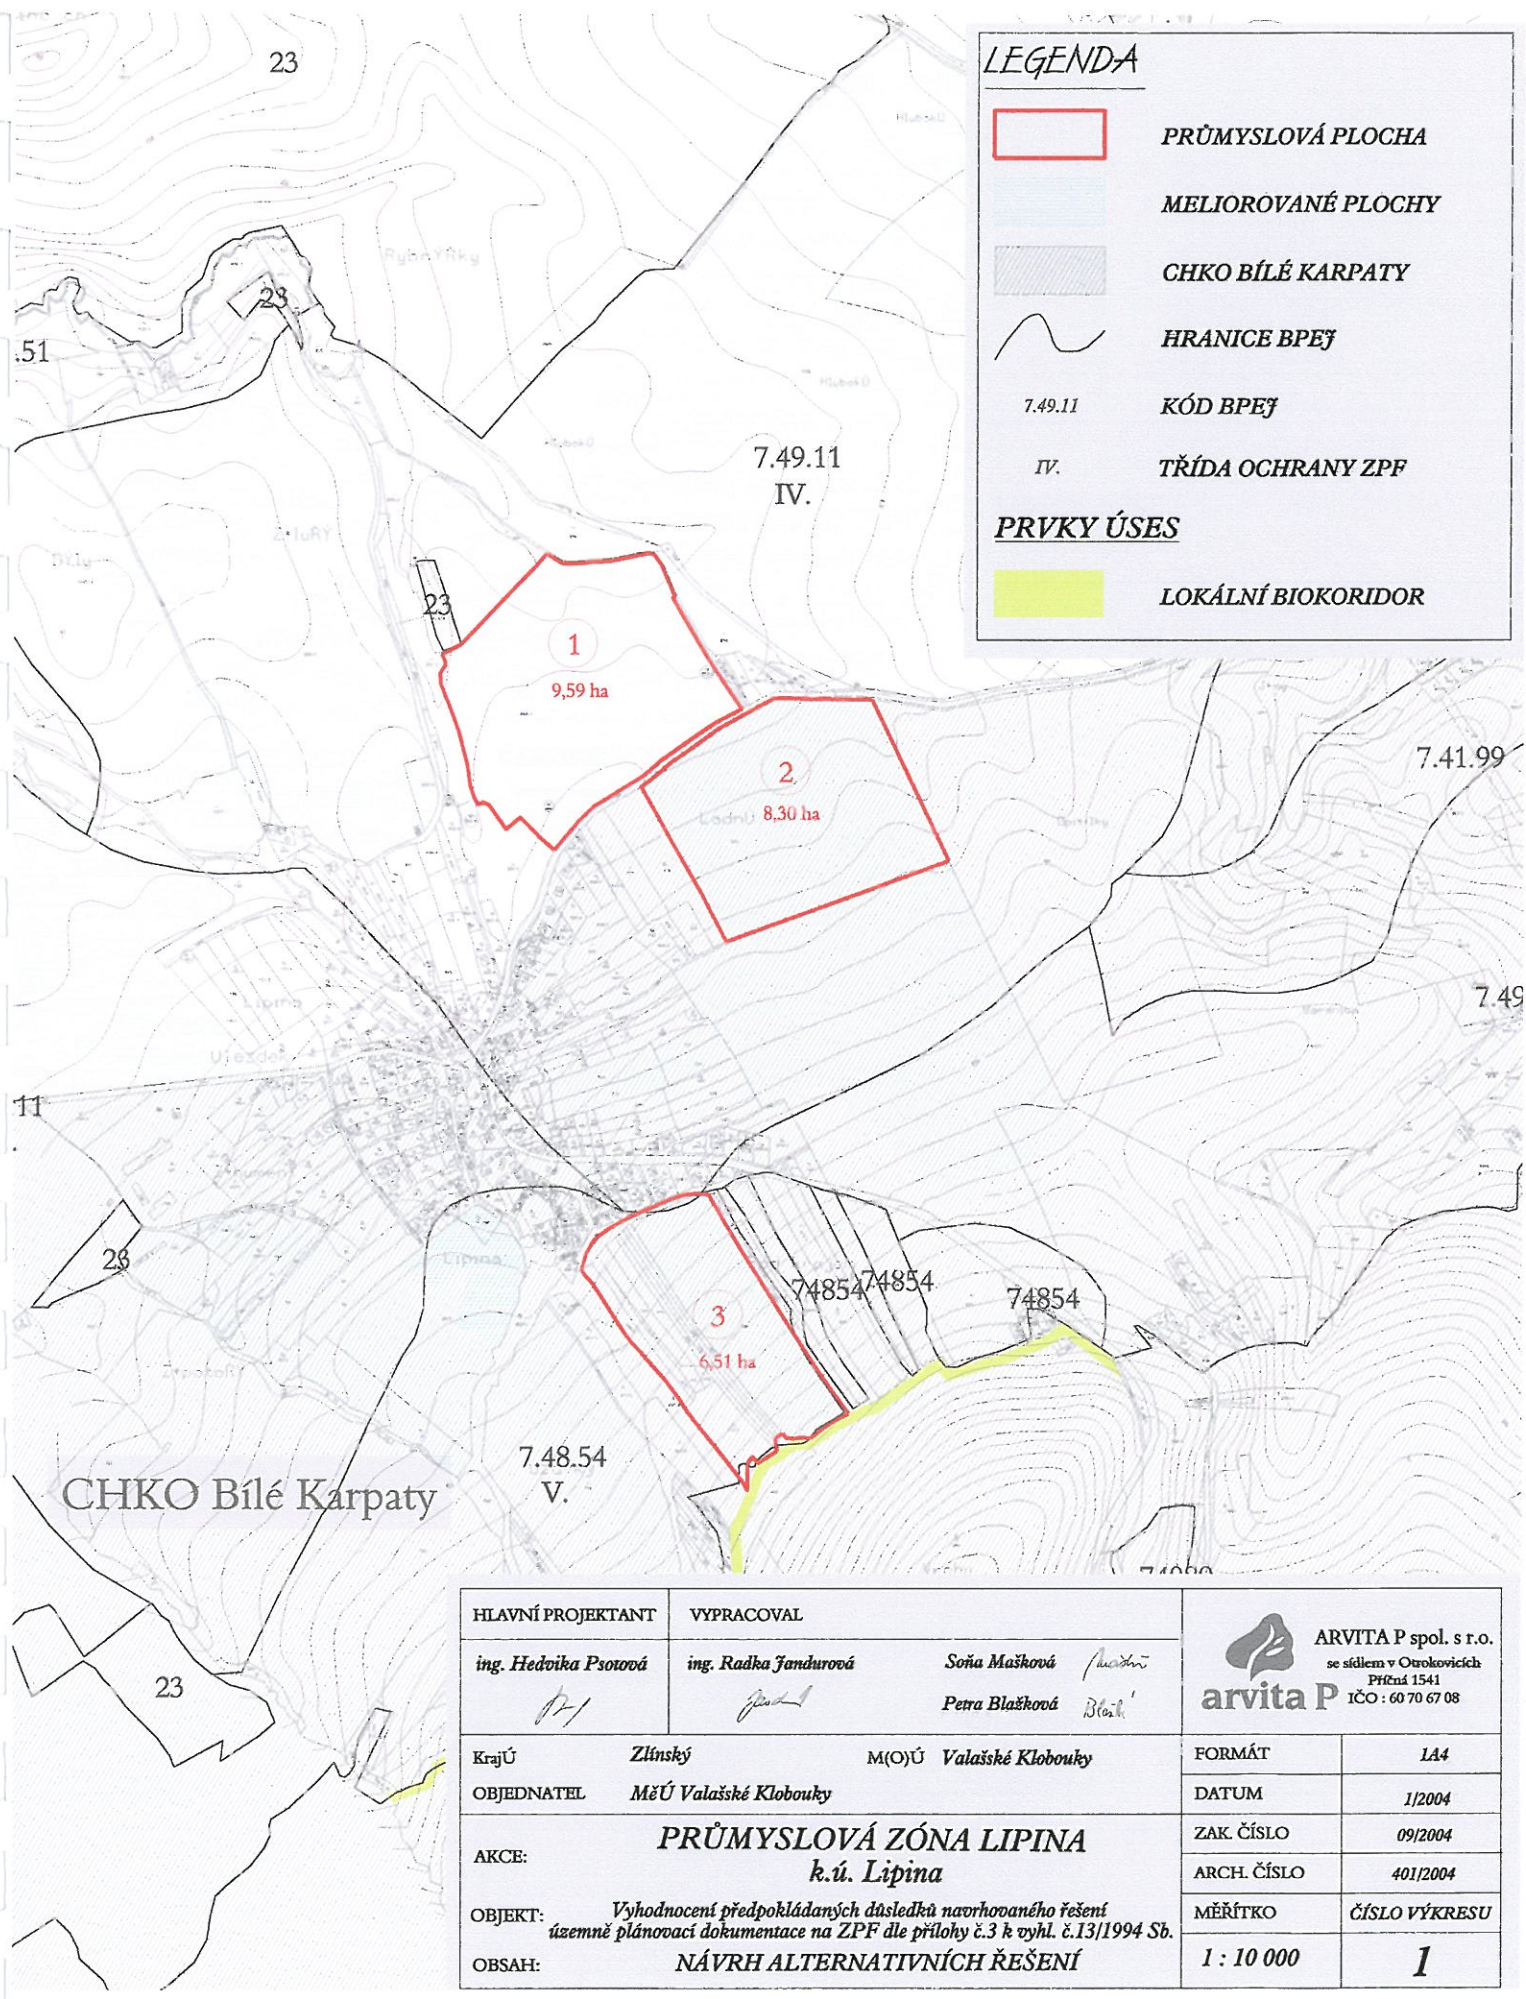 23
LEGENDA
PRŮMYSLOVÁ PLOCHA
MELIOROVANÉ PLOCHY
CHKO BÍLÉ KARPATY
HRANICE BPEJ
7.49.11 KÓD BPEJ
IV. TŘÍDA OCHRANY ZPF
PRVKY ÚSES
LOKÁLNÍ BIOKORIDOR
23
.51
7.49.11
IV.
23
1
9,59 ha
2
8,30 ha
7.41.99
7.49
Lipina
Újezdek
11
23
Lipina
74854
74854
74854
3
6,51 ha
7.48.54
V.
CHKO Bílé Karpaty
23
HLAVNÍ PROJEKTANT
ing. Hedvika Psotová
VYPRACOVAL
ing. Radka Jandurová
Soňa Mašková
Petra Blašková
arvita P
ARVITA P spol. s r.o.
se sídlem v Otrokovicích
Příčná 1541
IČO : 60 70 67 08
KrajÚ Zlínský M(O)Ú Valašské Klobouky
OBJEDNATEL MěÚ Valašské Klobouky
AKCE: PRŮMYSLOVÁ ZÓNA LIPINA
k.ú. Lipina
OBJEKT: Vyhodnocení předpokládaných důsledků navrhovaného řešení
územně plánovací dokumentace na ZPF dle přílohy č.3 k vyhl. č.13/1994 Sb.
OBSAH: NÁVRH ALTERNATIVNÍCH ŘEŠENÍ
FORMÁT 1A4
DATUM 1/2004
ZAK. ČÍSLO 09/2004
ARCH. ČÍSLO 401/2004
MĚŘÍTKO ČÍSLO VÝKRESU
1 : 10 000 1